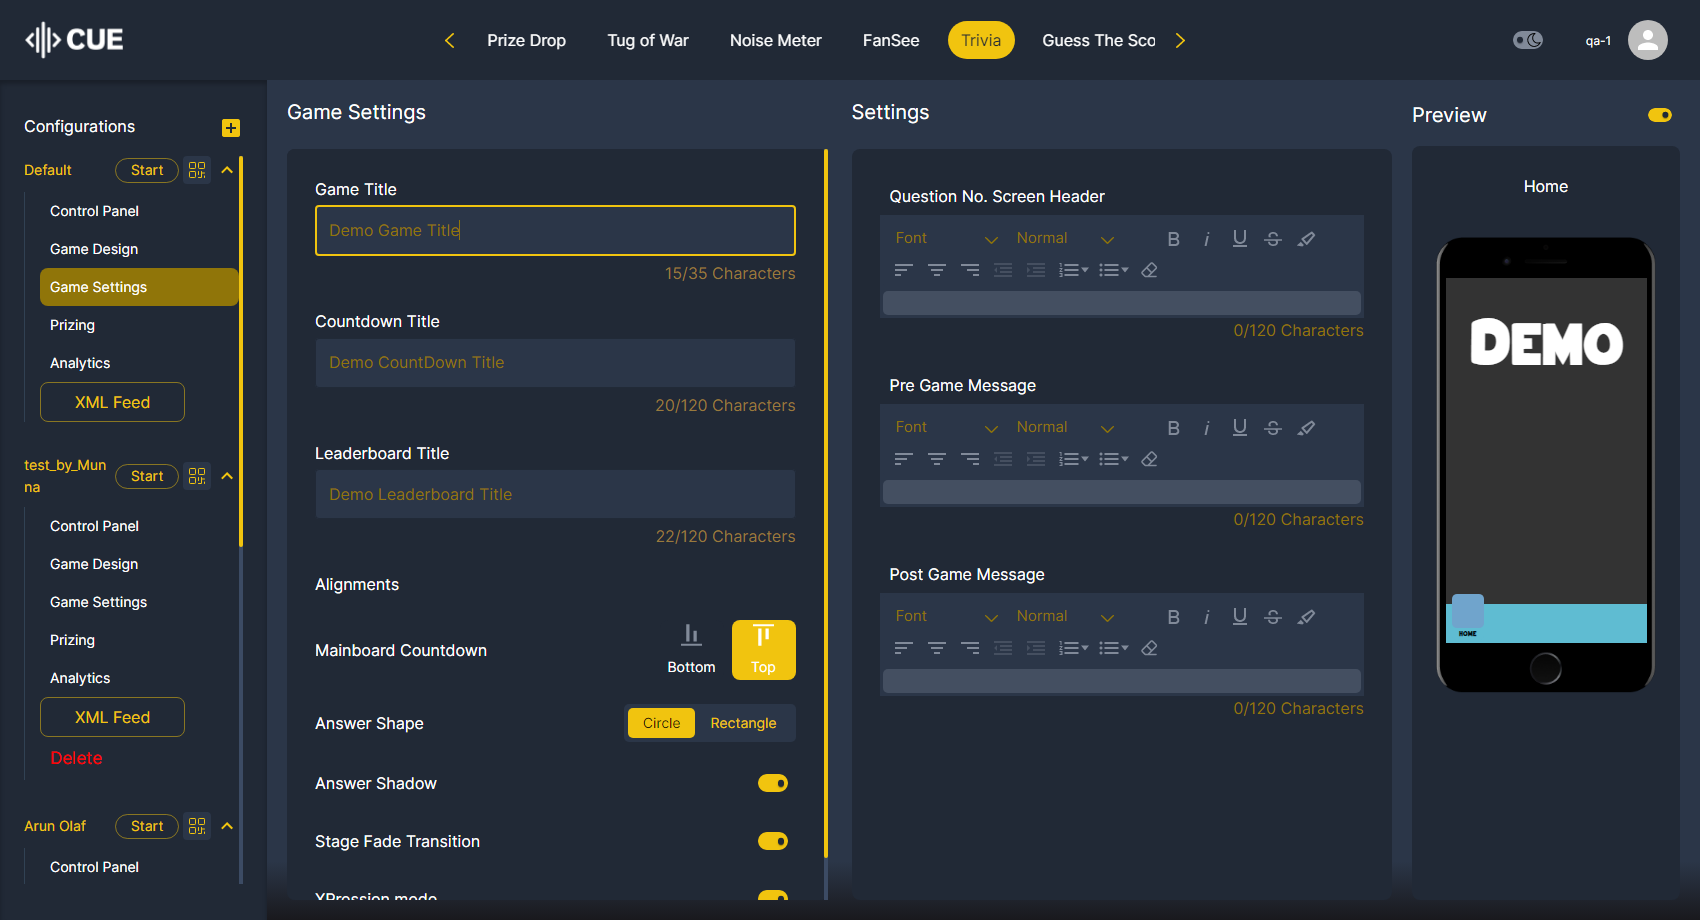 CUE
Prize Drop
Tug of War
Noise Meter
FanSee
Trivia
Guess The Sco
qa-1
Configurations
Default
Start
Control Panel
Game Design
Game Settings
Prizing
Analytics
XML Feed
test_by_Mun
na
Start
Control Panel
Game Design
Game Settings
Prizing
Analytics
XML Feed
Delete
Arun Olaf
Start
Control Panel
Game Settings
Game Title
Demo Game Title
15/35 Characters
Countdown Title
Demo CountDown Title
20/120 Characters
Leaderboard Title
Demo Leaderboard Title
22/120 Characters
Alignments
Mainboard Countdown
Bottom
Top
Answer Shape
Circle
Rectangle
Answer Shadow
Stage Fade Transition
XPression mode
Settings
Question No. Screen Header
Font
Normal
0/120 Characters
Pre Game Message
Font
Normal
0/120 Characters
Post Game Message
Font
Normal
0/120 Characters
Preview
Home
DEMO
HOME